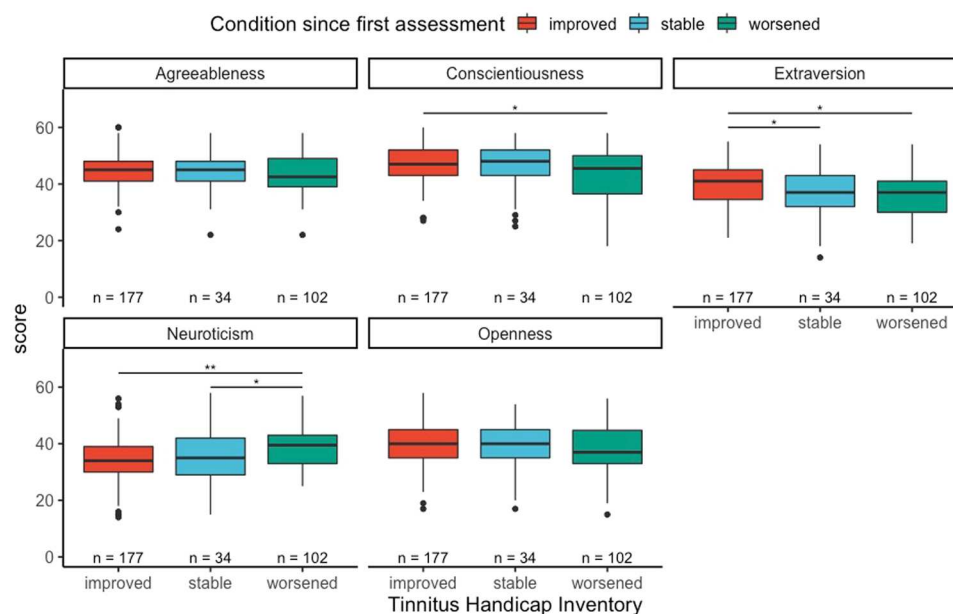 Condition since first assessment improved stable worsened
Agreeableness Conscientiousness Extraversion
* * *
60
40
20
0
n = 177 n = 34 n = 102 n = 177 n = 34 n = 102 n = 177 n = 34 n = 102
improved stable worsened
score
Neuroticism Openness
** *
60
40
20
0
n = 177 n = 34 n = 102 n = 177 n = 34 n = 102
improved stable worsened improved stable worsened
Tinnitus Handicap Inventory